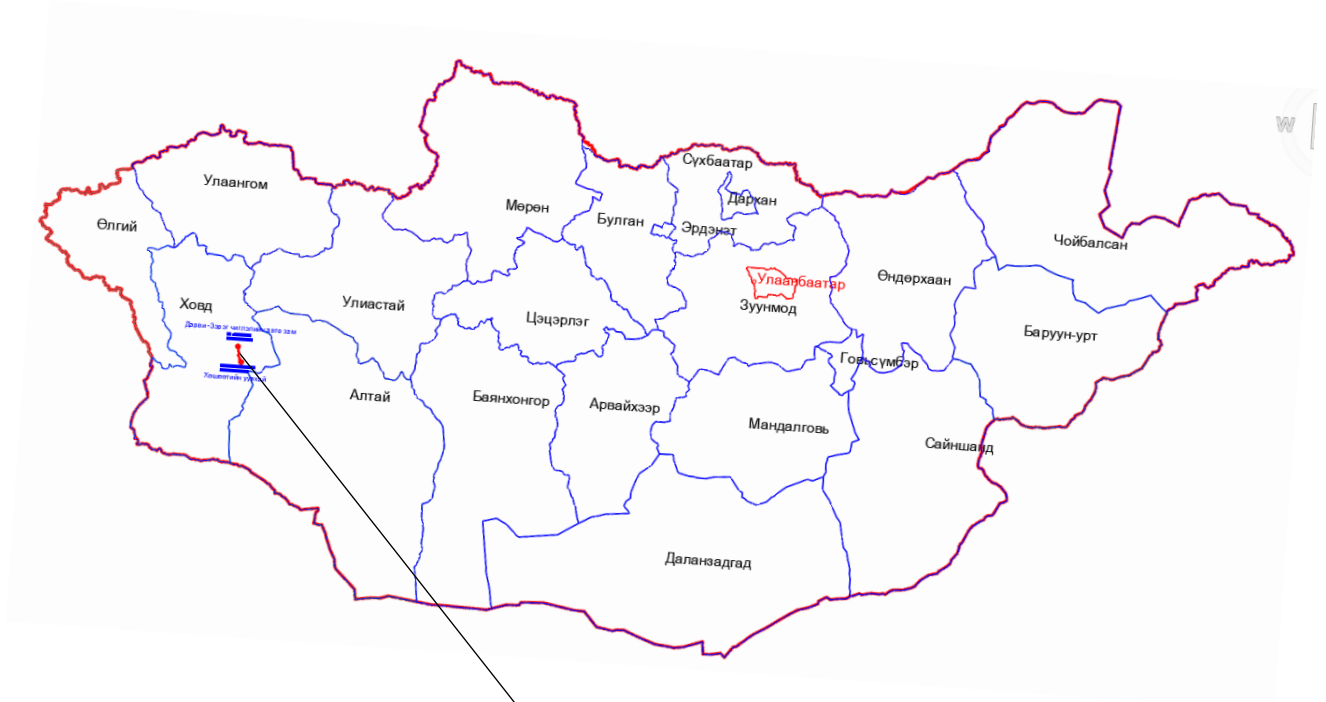 W
Сүхбаатар
Улаангом
Дархан
Мөрөн
Булган
Өлгий
Эрдэнэт
Чойбалсан
Өндөрхаан
Улаанбаатар
Ховд
Улиастай
Зуунмод
Цэцэрлэг
Баруун-урт
Говьсүмбэр
Алтай
Баянхонгор
Арвайхээр
Мандалговь
Сайншанд
Даланзадгад